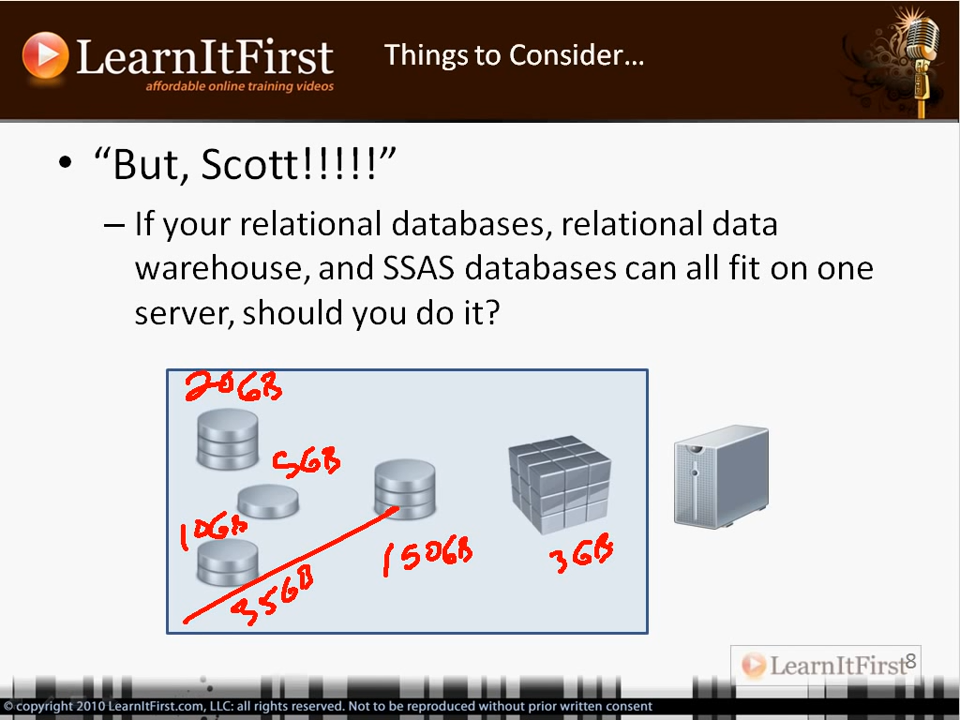 LearnItFirst
affordable online training videos
Things to Consider...
• “But, Scott!!!!!”
– If your relational databases, relational data
warehouse, and SSAS databases can all fit on one
server, should you do it?
20GB
5GB
10GB
35GB
150GB
3GB
LearnItFirst
8
© copyright 2010 LearnItFirst.com, LLC: all rights reserved. Not to be reproduced without prior written consent